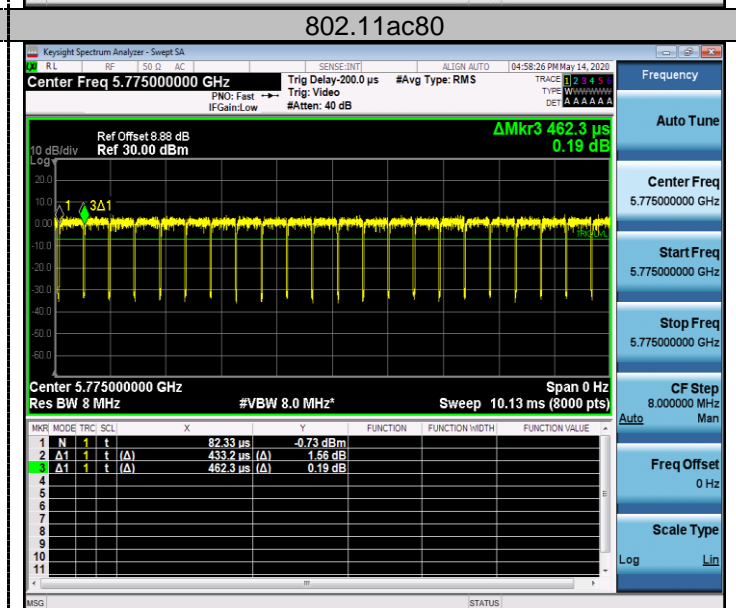 802.11ac80
Keysight Spectrum Analyzer - Swept SA
RL RF 50 Ω AC SENSE:INT ALIGN AUTO 04:58:26 PM May 14, 2020
Center Freq 5.775000000 GHz
PNO: Fast
IFGain:Low
Trig Delay-200.0 µs
Trig: Video
#Atten: 40 dB
#Avg Type: RMS
TRACE 1 2 3 4 5 6
TYPE WWWWWWW
DET A A A A A A
Frequency
Auto Tune
Center Freq
5.775000000 GHz
Start Freq
5.775000000 GHz
Stop Freq
5.775000000 GHz
CF Step
8.000000 MHz
Auto Man
Freq Offset
0 Hz
Scale Type
Log Lin
ΔMkr3 462.3 µs
0.19 dB
Ref Offset 8.88 dB
10 dB/div Ref 30.00 dBm
Log
20.0
10.0
0.00
-10.0
-20.0
-30.0
-40.0
-50.0
-60.0
1 3Δ1
Center 5.775000000 GHz Span 0 Hz
Res BW 8 MHz #VBW 8.0 MHz* Sweep 10.13 ms (8000 pts)
MKR MODE TRC SCL X Y FUNCTION FUNCTION WIDTH FUNCTION VALUE
1 N 1 t 82.33 µs -0.73 dBm
2 Δ1 1 t (Δ) 433.2 µs (Δ) 1.56 dB
3 Δ1 1 t (Δ) 462.3 µs (Δ) 0.19 dB
4
5
6
7
8
9
10
11
MSG STATUS